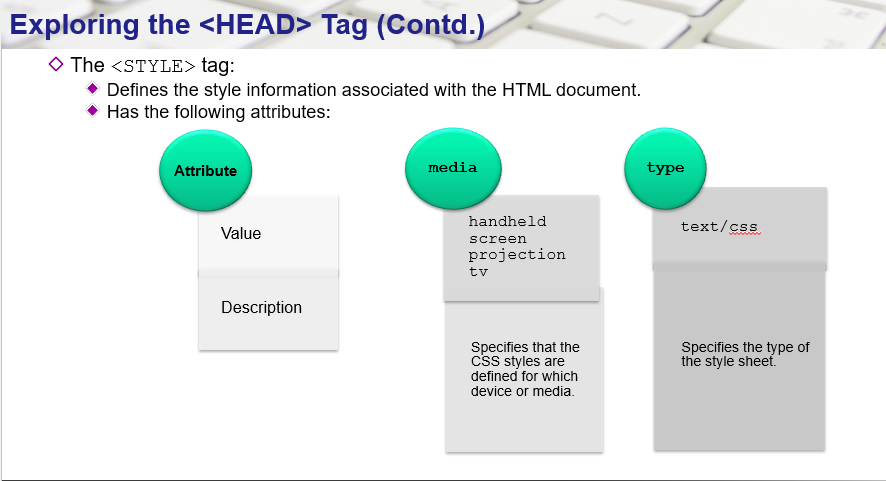 Exploring the <HEAD> Tag (Contd.)
The <STYLE> tag:
Defines the style information associated with the HTML document.
Has the following attributes:
Attribute
Value
Description
media
handheld
screen
projection
tv
Specifies that the
CSS styles are
defined for which
device or media.
type
text/css
Specifies the type of
the style sheet.